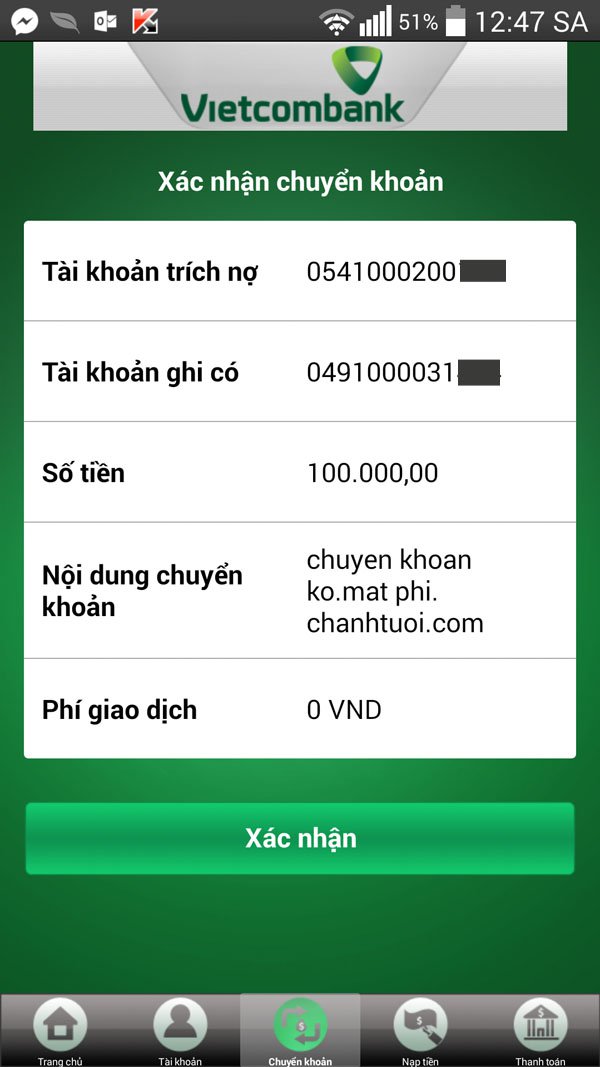 51% 12:47 SA
Vietcombank
Xác nhận chuyển khoản
Tài khoản trích nợ 0541000200
Tài khoản ghi có 0491000031
Số tiền 100.000,00
Nội dung chuyển khoản
chuyen khoan
ko.mat phi.
chanhtuoi.com
Phí giao dịch 0 VND
Xác nhận
Trang chủ Tài khoản Chuyển khoản Nạp tiền Thanh toán